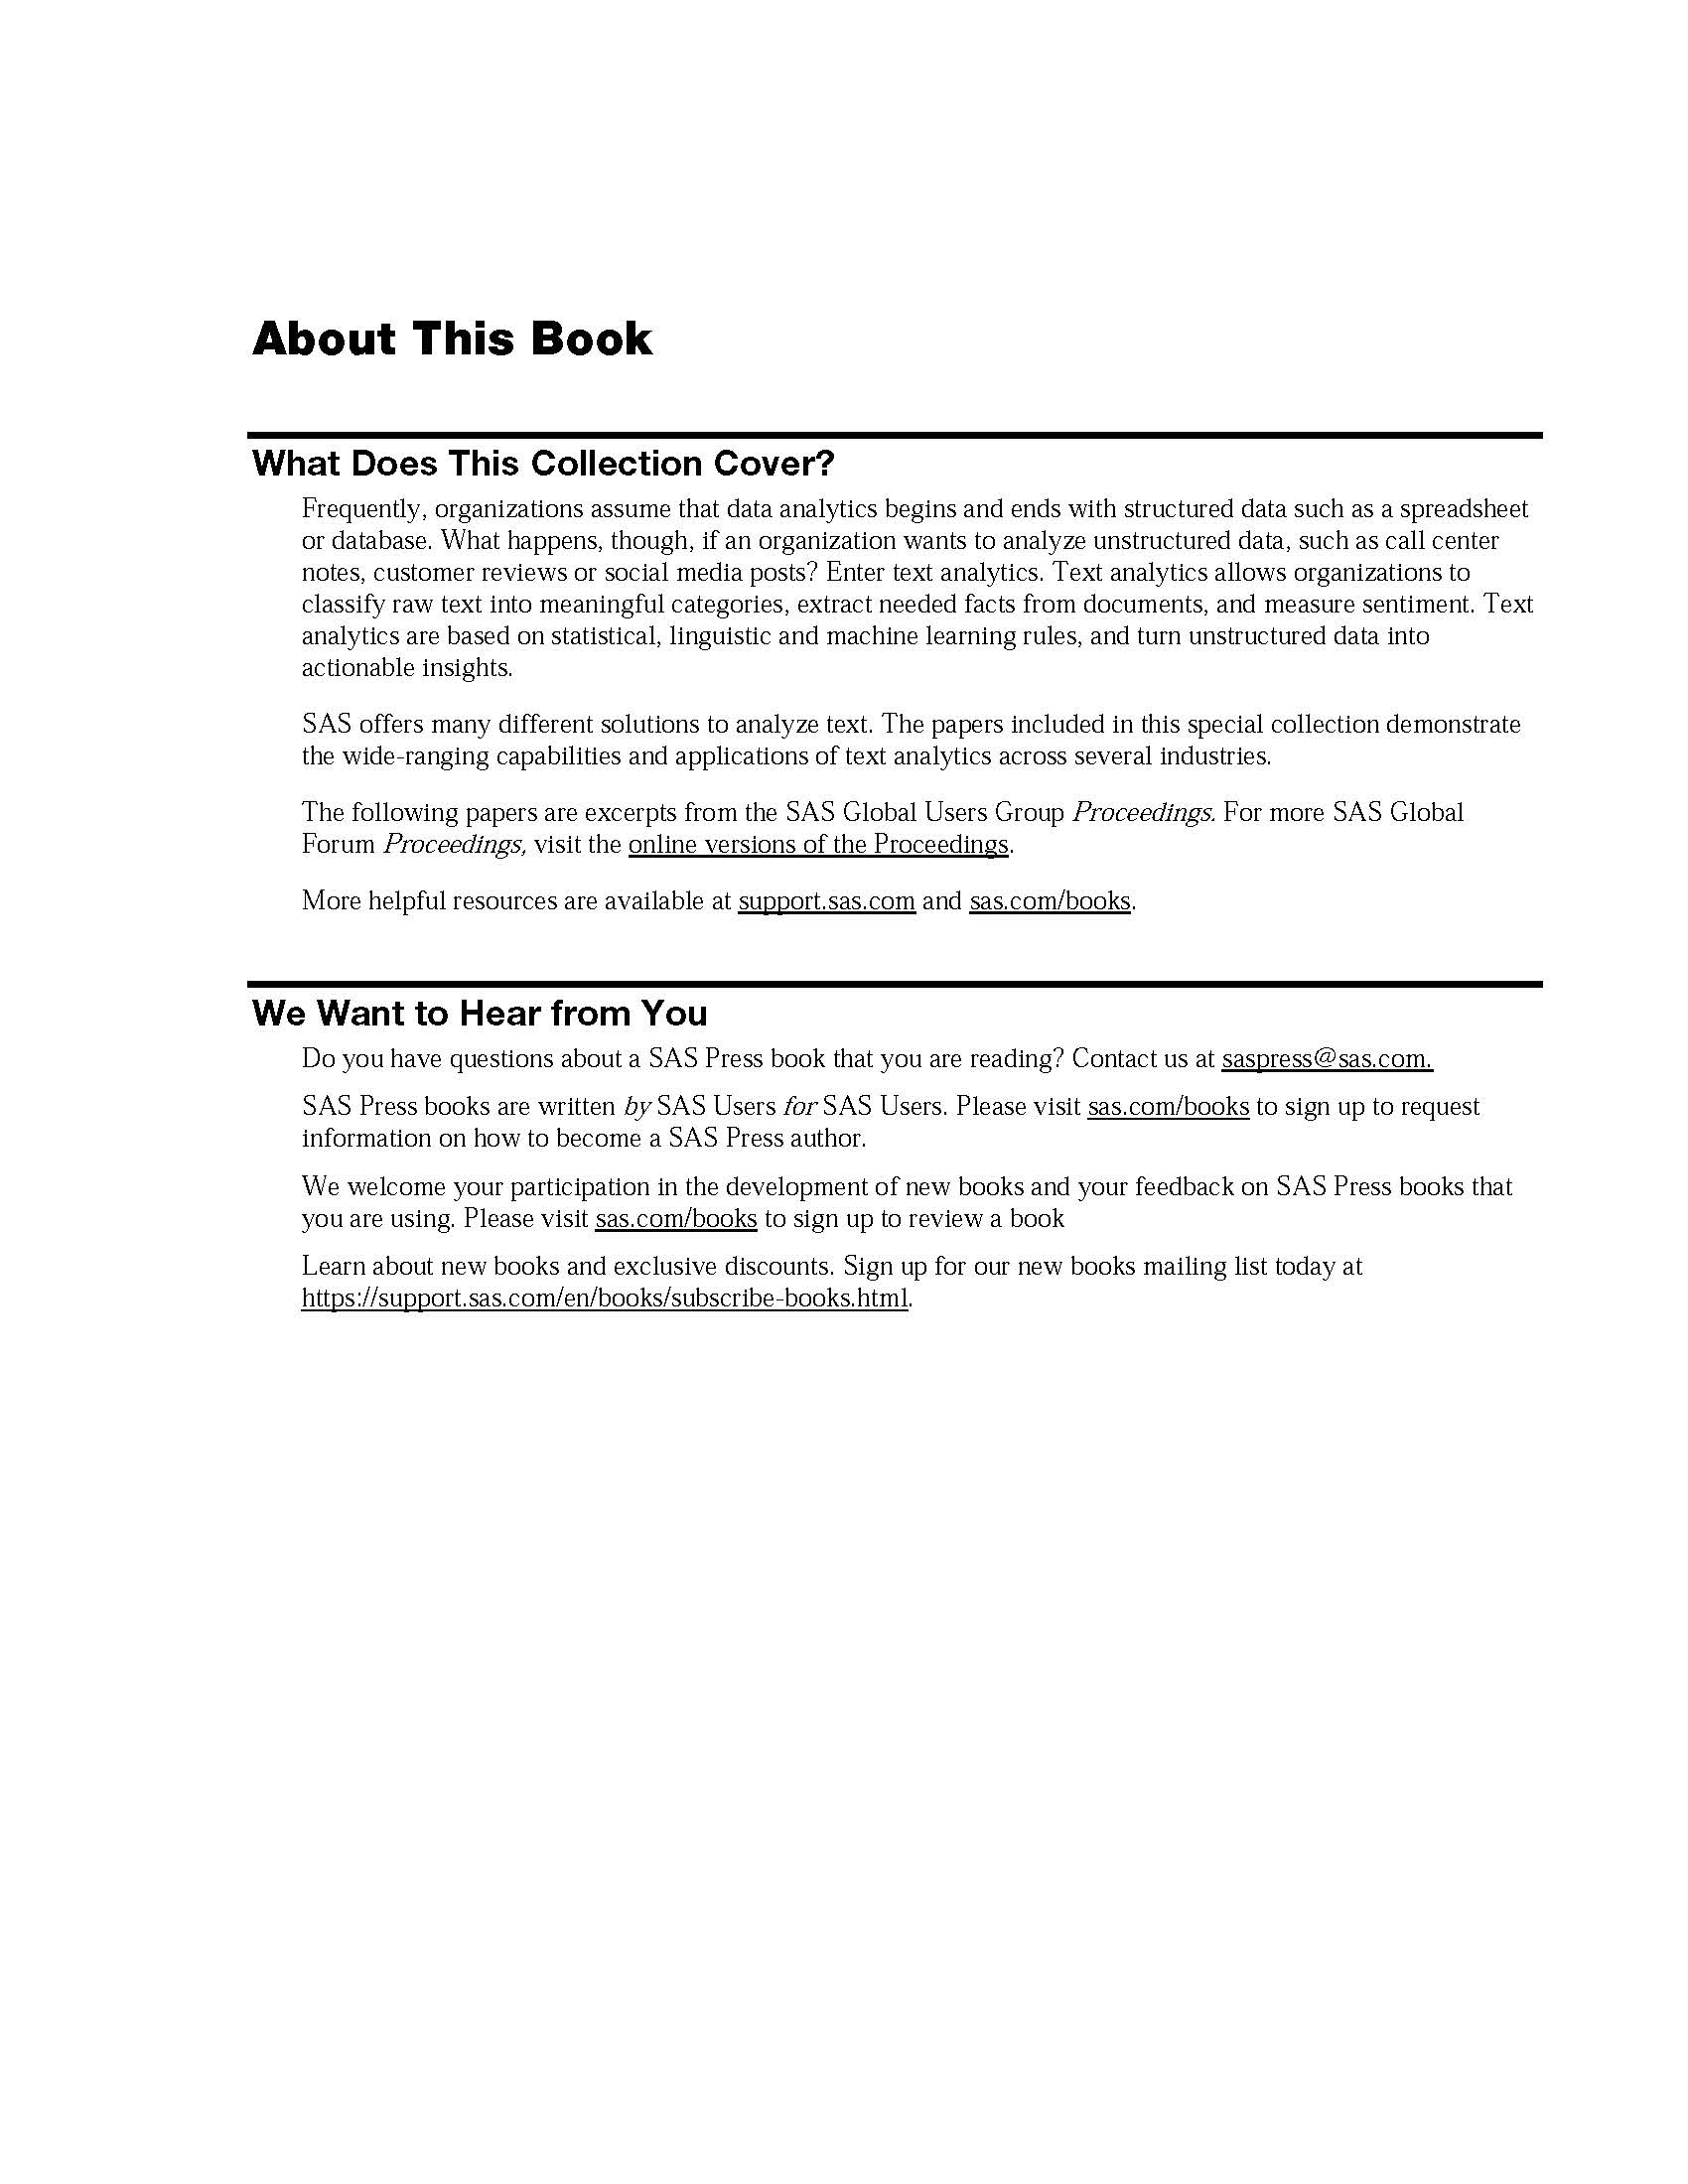 About This Book
What Does This Collection Cover?
Frequently, organizations assume that data analytics begins and ends with structured data such as a spreadsheet
or database. What happens, though, if an organization wants to analyze unstructured data, such as call center
notes, customer reviews or social media posts? Enter text analytics. Text analytics allows organizations to
classify raw text into meaningful categories, extract needed facts from documents, and measure sentiment. Text
analytics are based on statistical, linguistic and machine learning rules, and turn unstructured data into
actionable insights.
SAS offers many different solutions to analyze text. The papers included in this special collection demonstrate
the wide-ranging capabilities and applications of text analytics across several industries.
The following papers are excerpts from the SAS Global Users Group Proceedings. For more SAS Global
Forum Proceedings, visit the online versions of the Proceedings.
More helpful resources are available at support.sas.com and sas.com/books.
We Want to Hear from You
Do you have questions about a SAS Press book that you are reading? Contact us at saspress@sas.com.
SAS Press books are written by SAS Users for SAS Users. Please visit sas.com/books to sign up to request
information on how to become a SAS Press author.
We welcome your participation in the development of new books and your feedback on SAS Press books that
you are using. Please visit sas.com/books to sign up to review a book
Learn about new books and exclusive discounts. Sign up for our new books mailing list today at
https://support.sas.com/en/books/subscribe-books.html.